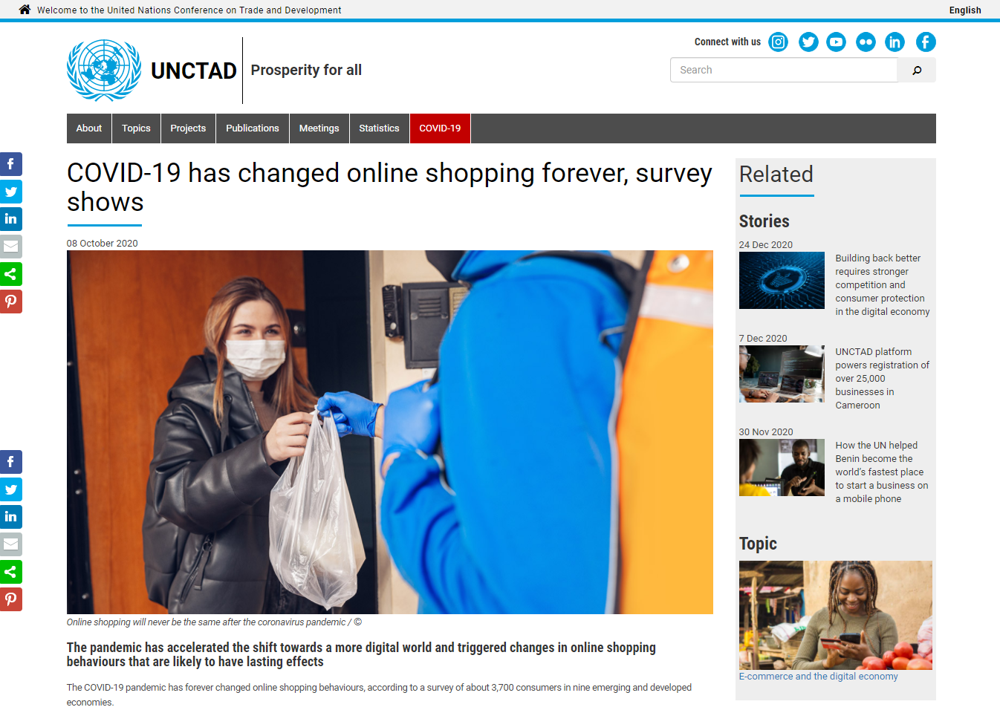 Welcome to the United Nations Conference on Trade and Development
English
Connect with us
UNCTAD
Prosperity for all
Search
About
Topics
Projects
Publications
Meetings
Statistics
COVID-19
COVID-19 has changed online shopping forever, survey
shows
08 October 2020
Online shopping will never be the same after the coronavirus pandemic / ©
The pandemic has accelerated the shift towards a more digital world and triggered changes in online shopping
behaviours that are likely to have lasting effects
The COVID-19 pandemic has forever changed online shopping behaviours, according to a survey of about 3,700 consumers in nine emerging and developed
economies.
Related
Stories
24 Dec 2020
Building back better
requires stronger
competition and
consumer protection
in the digital economy
7 Dec 2020
UNCTAD platform
powers registration of
over 25,000
businesses in
Cameroon
30 Nov 2020
How the UN helped
Benin become the
world's fastest place
to start a business on
a mobile phone
Topic
E-commerce and the digital economy